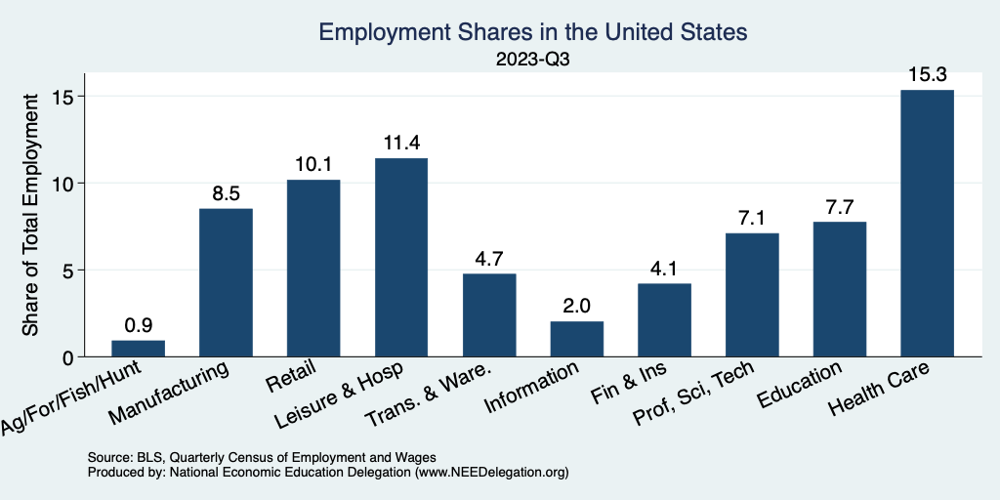 Employment Shares in the United States
2023-Q3
Share of Total Employment
15
10
5
0
0.9
8.5
10.1
11.4
4.7
2.0
4.1
7.1
7.7
15.3
Ag/For/Fish/Hunt
Manufacturing
Retail
Leisure & Hosp
Trans. & Ware.
Information
Fin & Ins
Prof, Sci, Tech
Education
Health Care
Source: BLS, Quarterly Census of Employment and Wages
Produced by: National Economic Education Delegation (www.NEEDelegation.org)